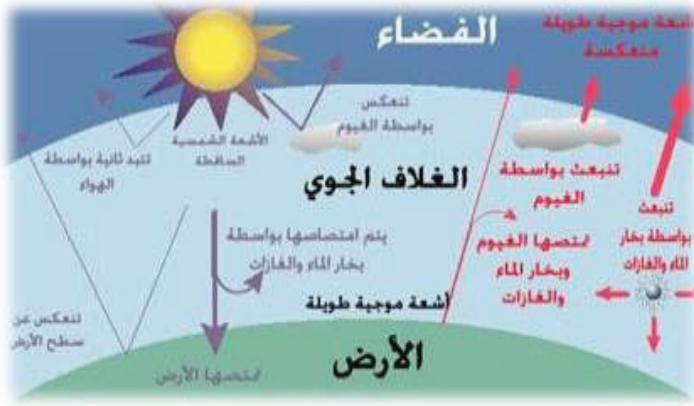 الفضاء
أشعة موجية طويلة
منعكسة
تنعكس
بواسطة الغيوم
الأشعة الشمسية
الساقطة
تتبد ثانية بواسطة
الهواء
الغلاف الجوي
تنبعث بواسطة
الغيوم
تنبعث
بواسطة بخار
الماء والغازات
يتم امتصاصها بواسطة
بخار الماء والغازات
تمتصها الغيوم
وبخار الماء
والغازات
أشعة موجية طويلة
تنعكس عن
سطح الأرض
الأرض
تمتصها الأرض